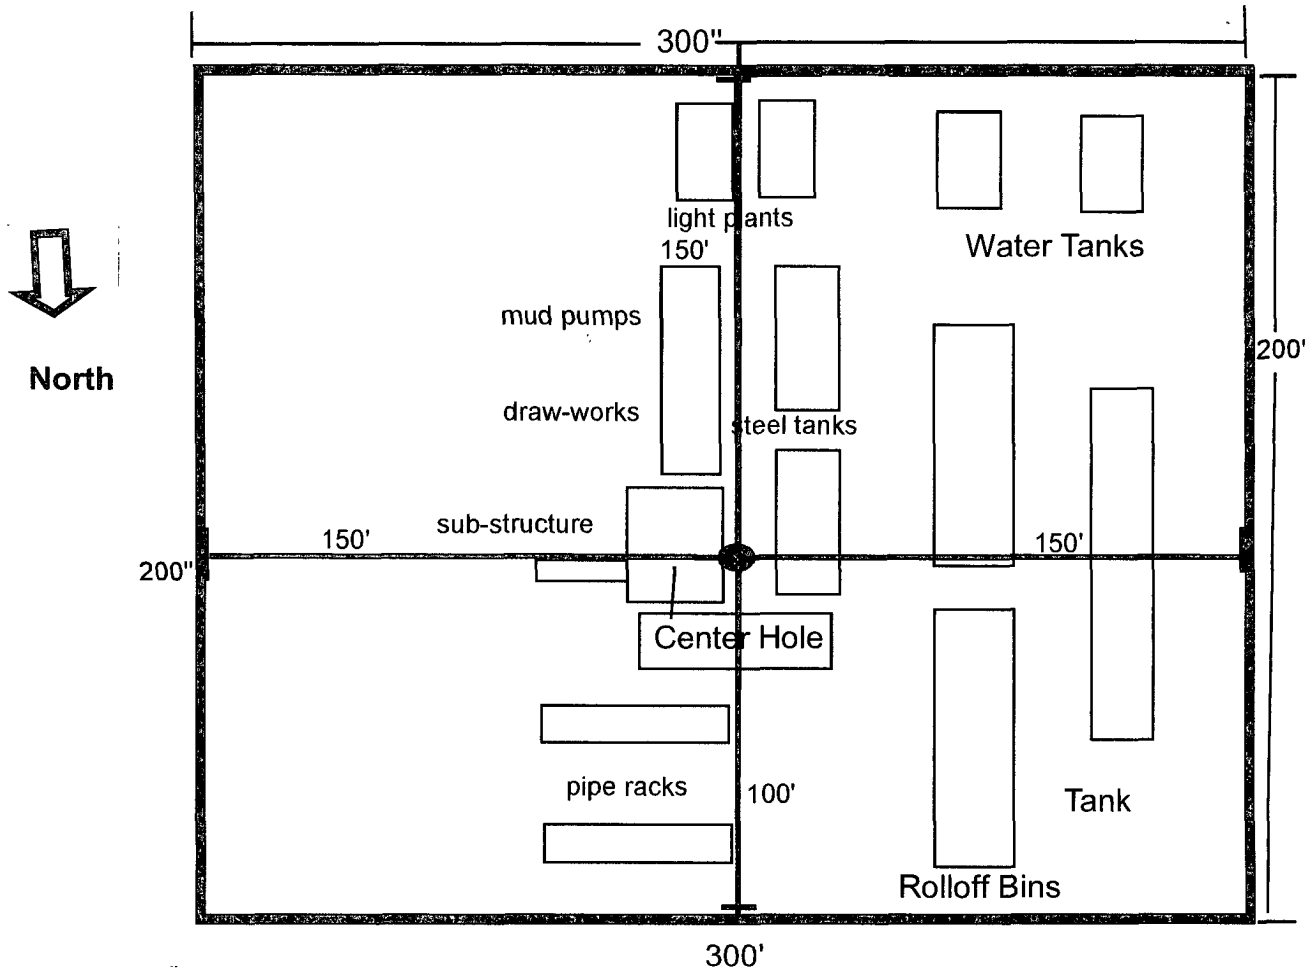 300"
light plants
150'
Water Tanks
mud pumps
200'
North
draw-works
steel tanks
sub-structure
150'
150'
200"
Center Hole
pipe racks
100'
Tank
Rolloff Bins
300'